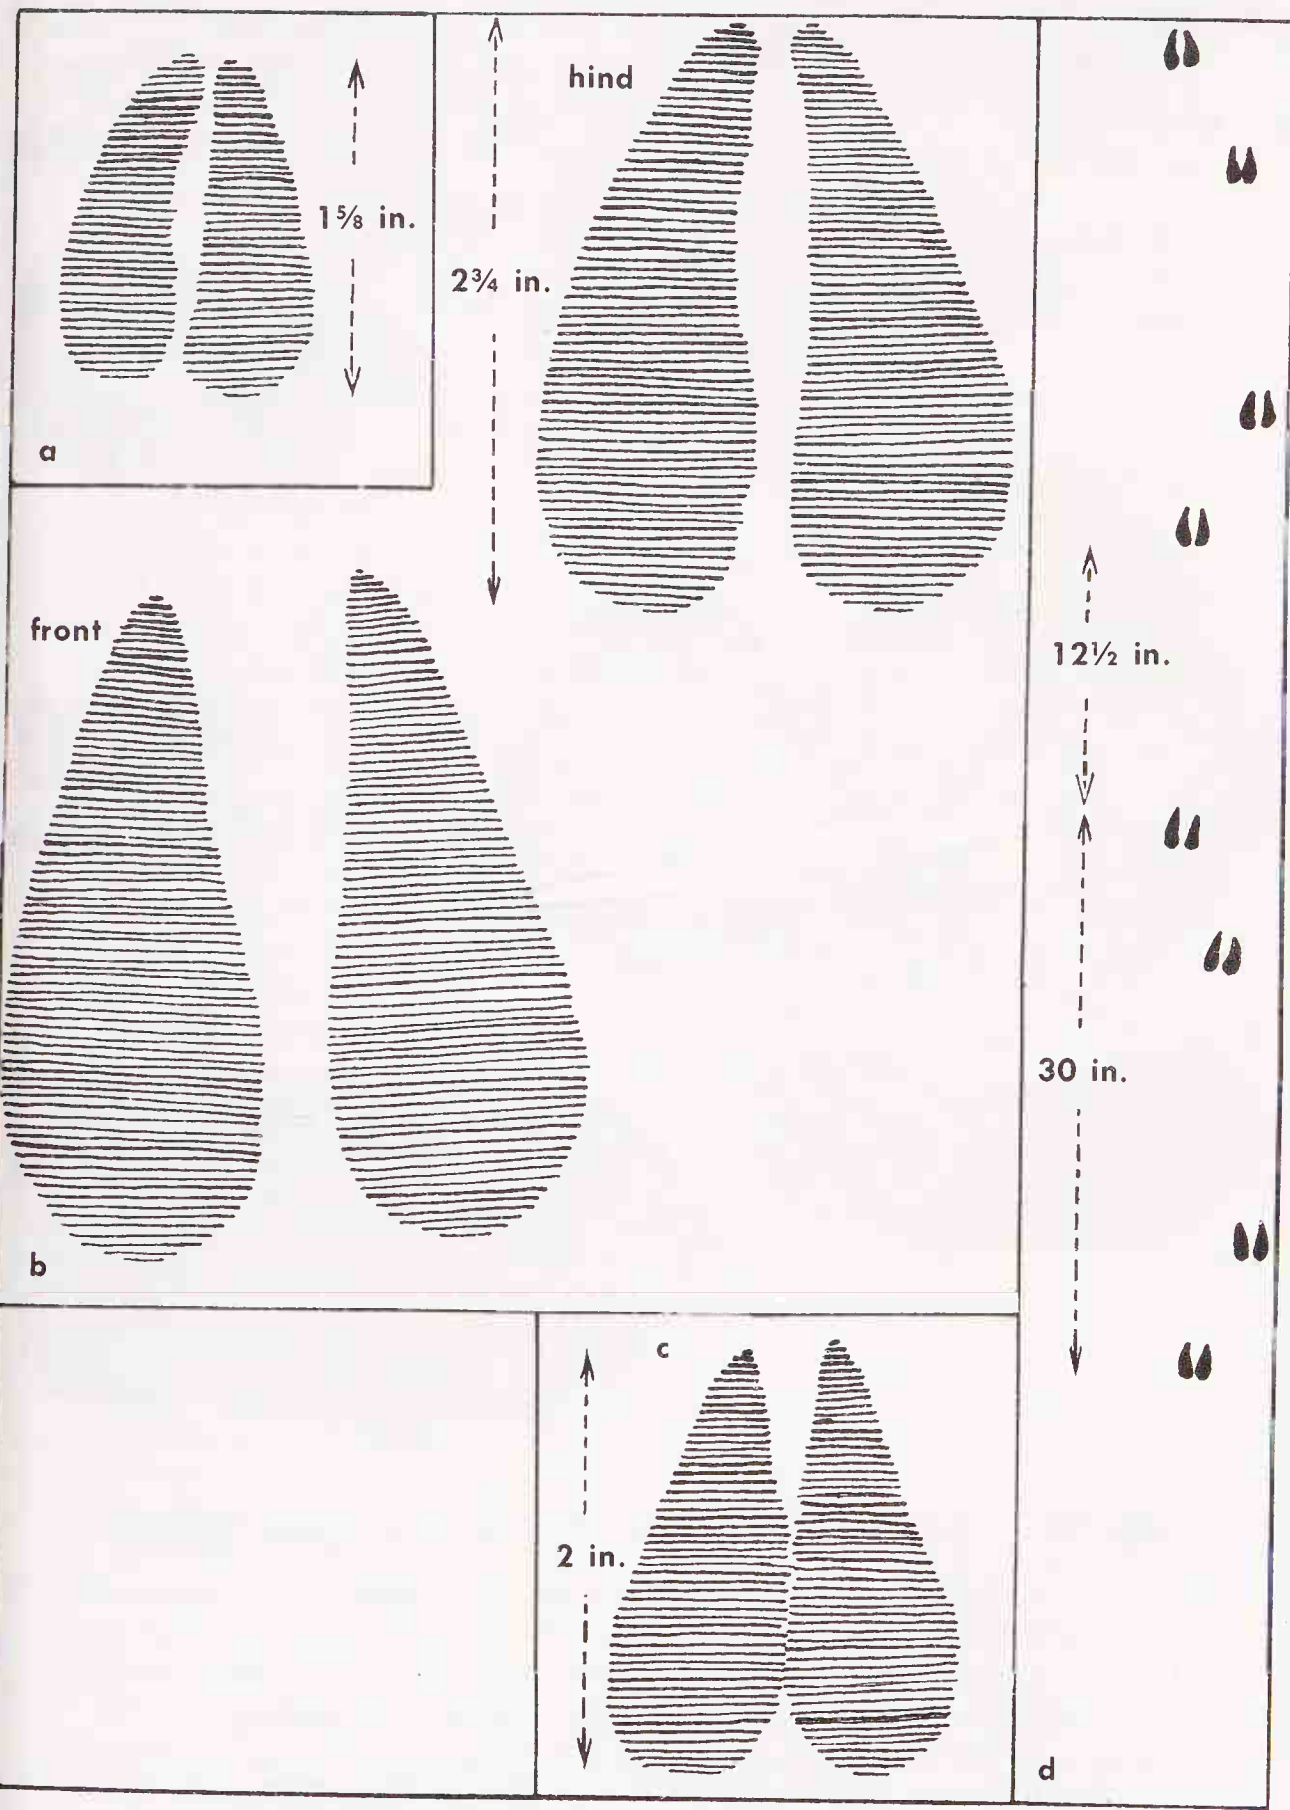 1⅝ in.
a
hind
2¾ in.
front
b
c
2 in.
12½ in.
30 in.
d